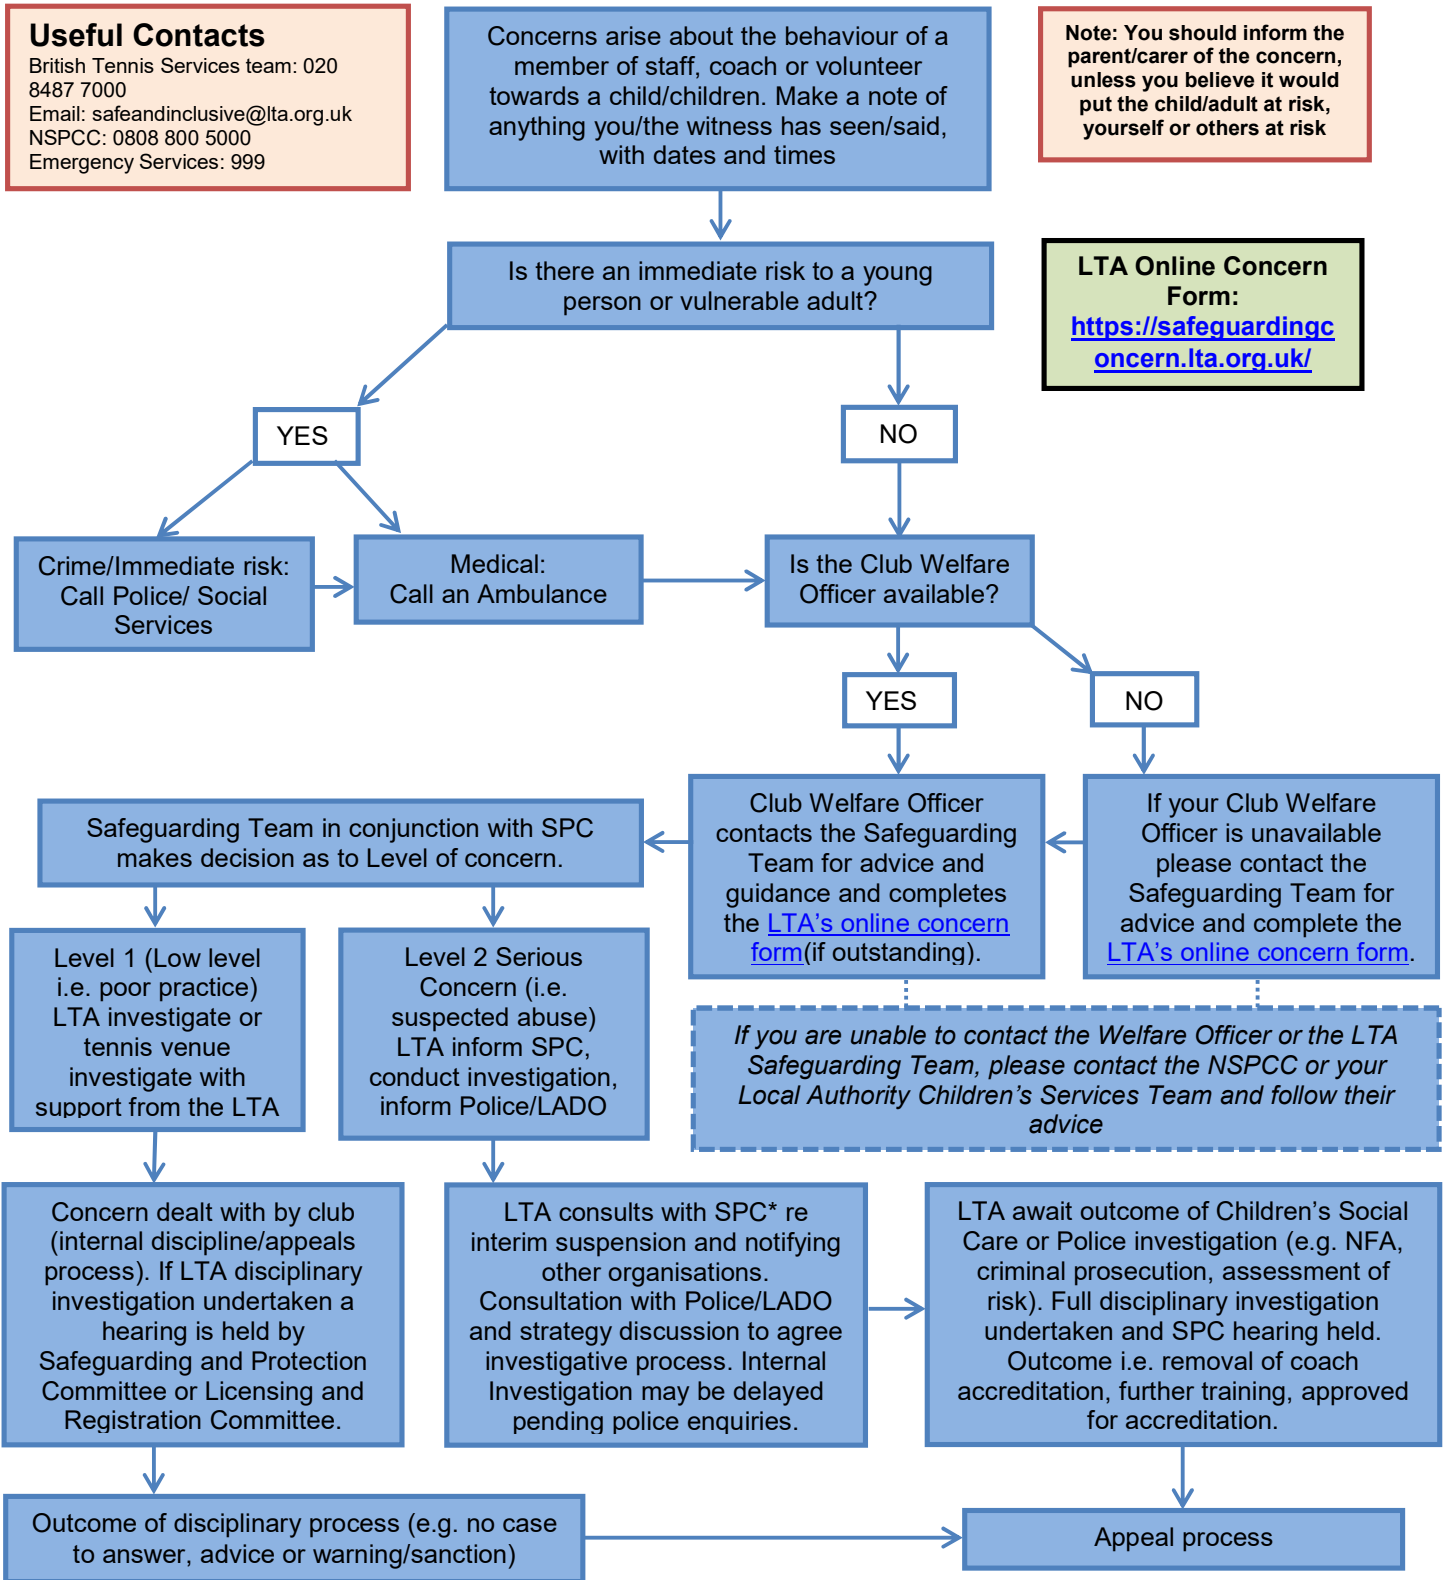 Useful Contacts
British Tennis Services team: 020
8487 7000
Email: safeandinclusive@lta.org.uk
NSPCC: 0808 800 5000
Emergency Services: 999
Concerns arise about the behaviour of a
member of staff, coach or volunteer
towards a child/children. Make a note of
anything you/the witness has seen/said,
with dates and times
Note: You should inform the
parent/carer of the concern,
unless you believe it would
put the child/adult at risk,
yourself or others at risk
Is there an immediate risk to a young
person or vulnerable adult?
LTA Online Concern
Form:
https://safeguardingc
oncern.lta.org.uk/
YES
NO
Crime/Immediate risk:
Call Police/ Social
Services
Medical:
Call an Ambulance
Is the Club Welfare
Officer available?
YES
NO
Safeguarding Team in conjunction with SPC
makes decision as to Level of concern.
Club Welfare Officer
contacts the Safeguarding
Team for advice and
guidance and completes
the LTA's online concern
form(if outstanding).
If your Club Welfare
Officer is unavailable
please contact the
Safeguarding Team for
advice and complete the
LTA's online concern form.
Level 1 (Low level
i.e. poor practice)
LTA investigate or
tennis venue
investigate with
support from the LTA
Level 2 Serious
Concern (i.e.
suspected abuse)
LTA inform SPC,
conduct investigation,
inform Police/LADO
If you are unable to contact the Welfare Officer or the LTA
Safeguarding Team, please contact the NSPCC or your
Local Authority Children's Services Team and follow their
advice
Concern dealt with by club
(internal discipline/appeals
process). If LTA disciplinary
investigation undertaken a
hearing is held by
Safeguarding and Protection
Committee or Licensing and
Registration Committee.
LTA consults with SPC* re
interim suspension and notifying
other organisations.
Consultation with Police/LADO
and strategy discussion to agree
investigative process. Internal
Investigation may be delayed
pending police enquiries.
LTA await outcome of Children's Social
Care or Police investigation (e.g. NFA,
criminal prosecution, assessment of
risk). Full disciplinary investigation
undertaken and SPC hearing held.
Outcome i.e. removal of coach
accreditation, further training, approved
for accreditation.
Outcome of disciplinary process (e.g. no case
to answer, advice or warning/sanction)
Appeal process